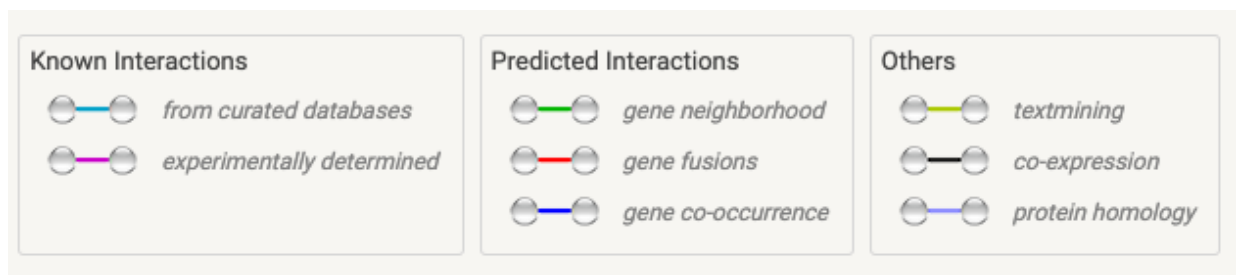 Known Interactions
from curated databases
experimentally determined
Predicted Interactions
gene neighborhood
gene fusions
gene co-occurrence
Others
textmining
co-expression
protein homology